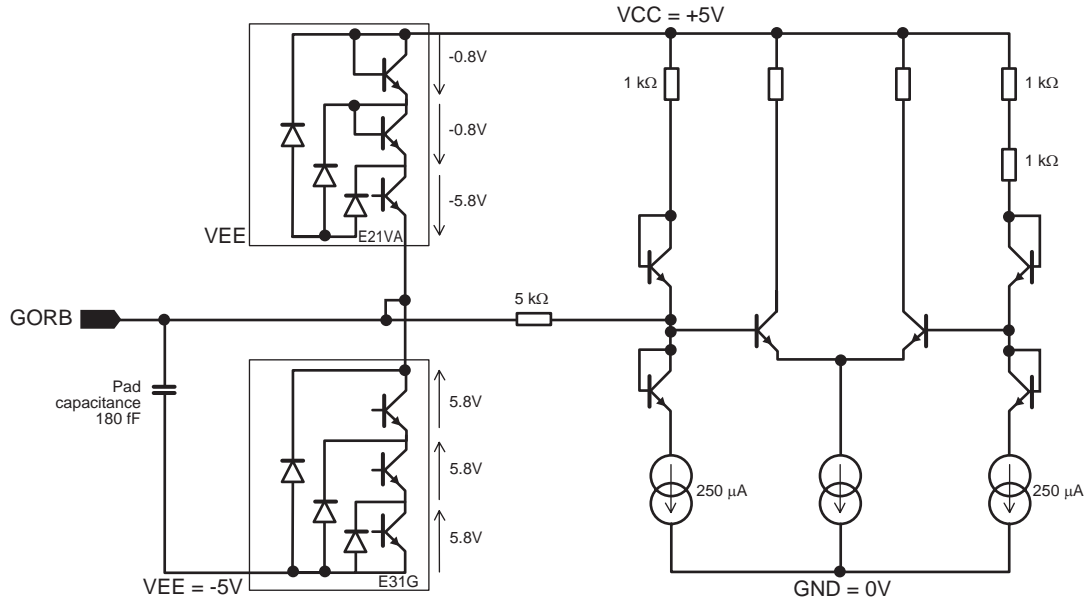 VCC = +5V
-0.8V
1 kΩ
1 kΩ
-0.8V
1 kΩ
-5.8V
VEE
E21VA
5 kΩ
GORB
Pad
capacitance
180 fF
5.8V
5.8V
250 μA
250 μA
5.8V
E31G
VEE = -5V
GND = 0V